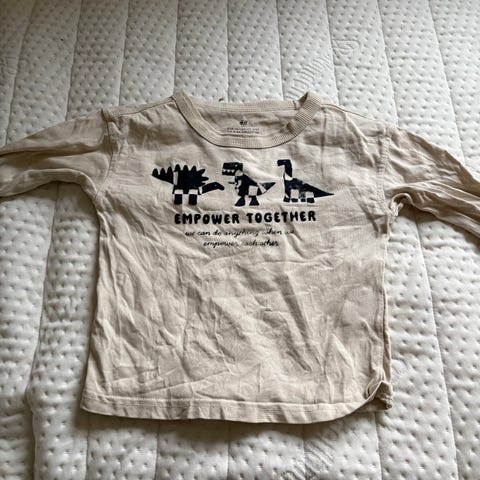 EMPOWER TOGETHER
we can do anything when we
empower each other